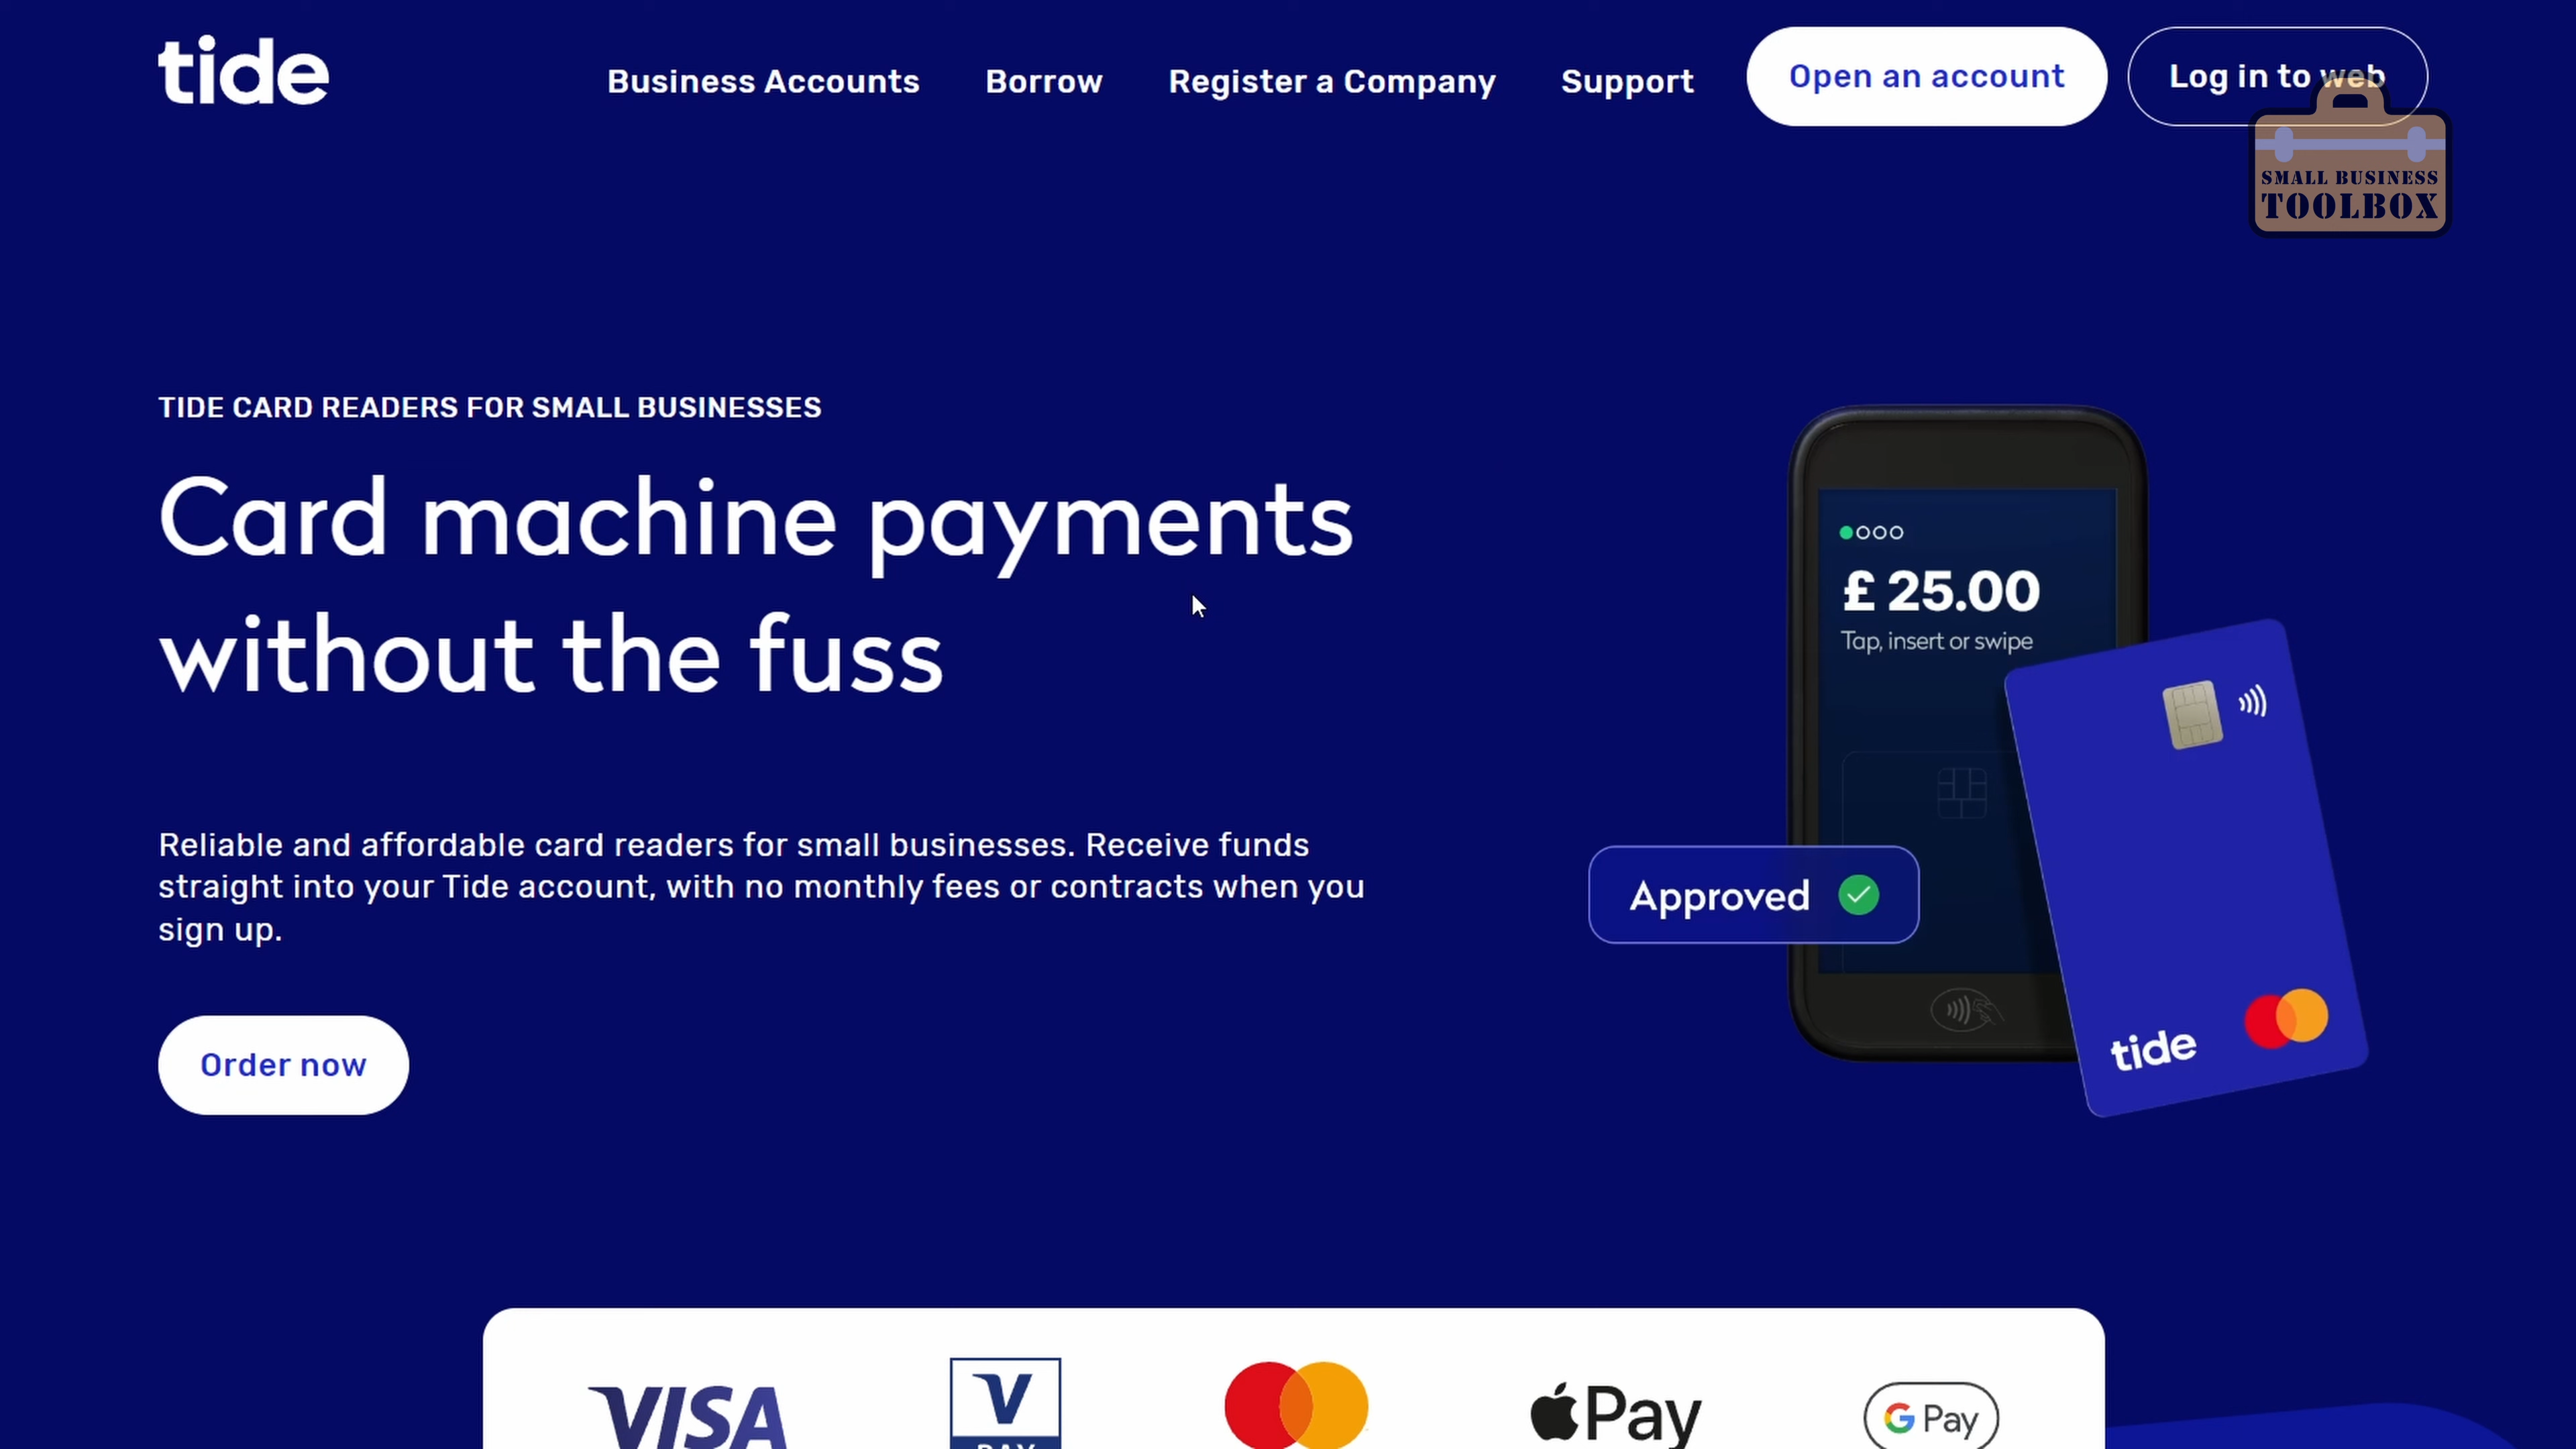 tide
Business Accounts
Borrow
Register a Company
Support
Open an account
Log in to web
SMALL BUSINESS
TOOLBOX
TIDE CARD READERS FOR SMALL BUSINESSES
Card machine payments
without the fuss
£ 25.00
Tap, insert or swipe
Reliable and affordable card readers for small businesses. Receive funds
straight into your Tide account, with no monthly fees or contracts when you
sign up.
Approved
tide
Order now
VISA
V
PAY
Pay
G Pay